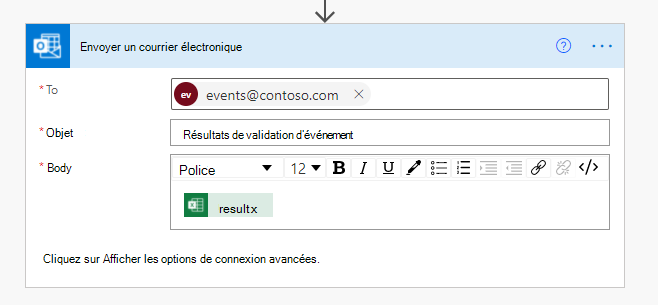 Envoyer un courrier électronique
?
* To
ev events@contoso.com ×
* Objet
Résultats de validation d'événement
* Body
Police 12 B I U </>
resultx
Cliquez sur Afficher les options de connexion avancées.